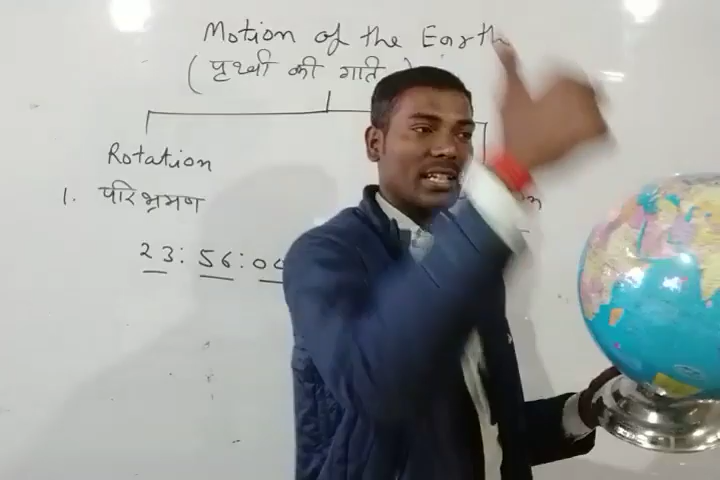 Motion of the Earth
(पृथ्वी की गति)
Rotation
1. परिभ्रमण
23:56:0